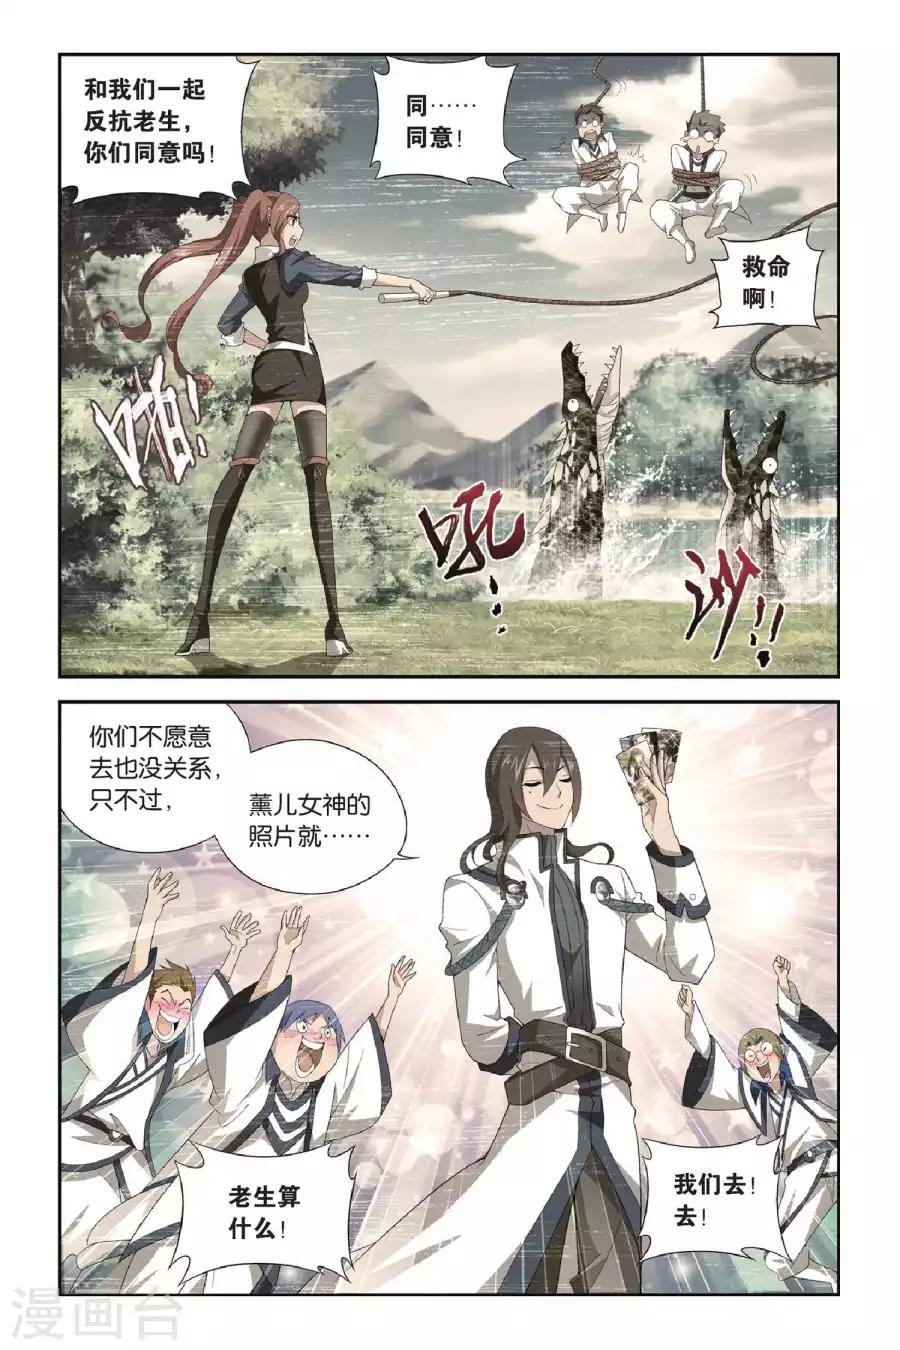 和我们一起
反抗老生，
你们同意吗！
同……
同意！
救命
啊！
啪！
吼！
沙！！
你们不愿意
去也没关系，
只不过，
薰儿女神的
照片就……
老生算
什么！
我们去！
去！
漫画台